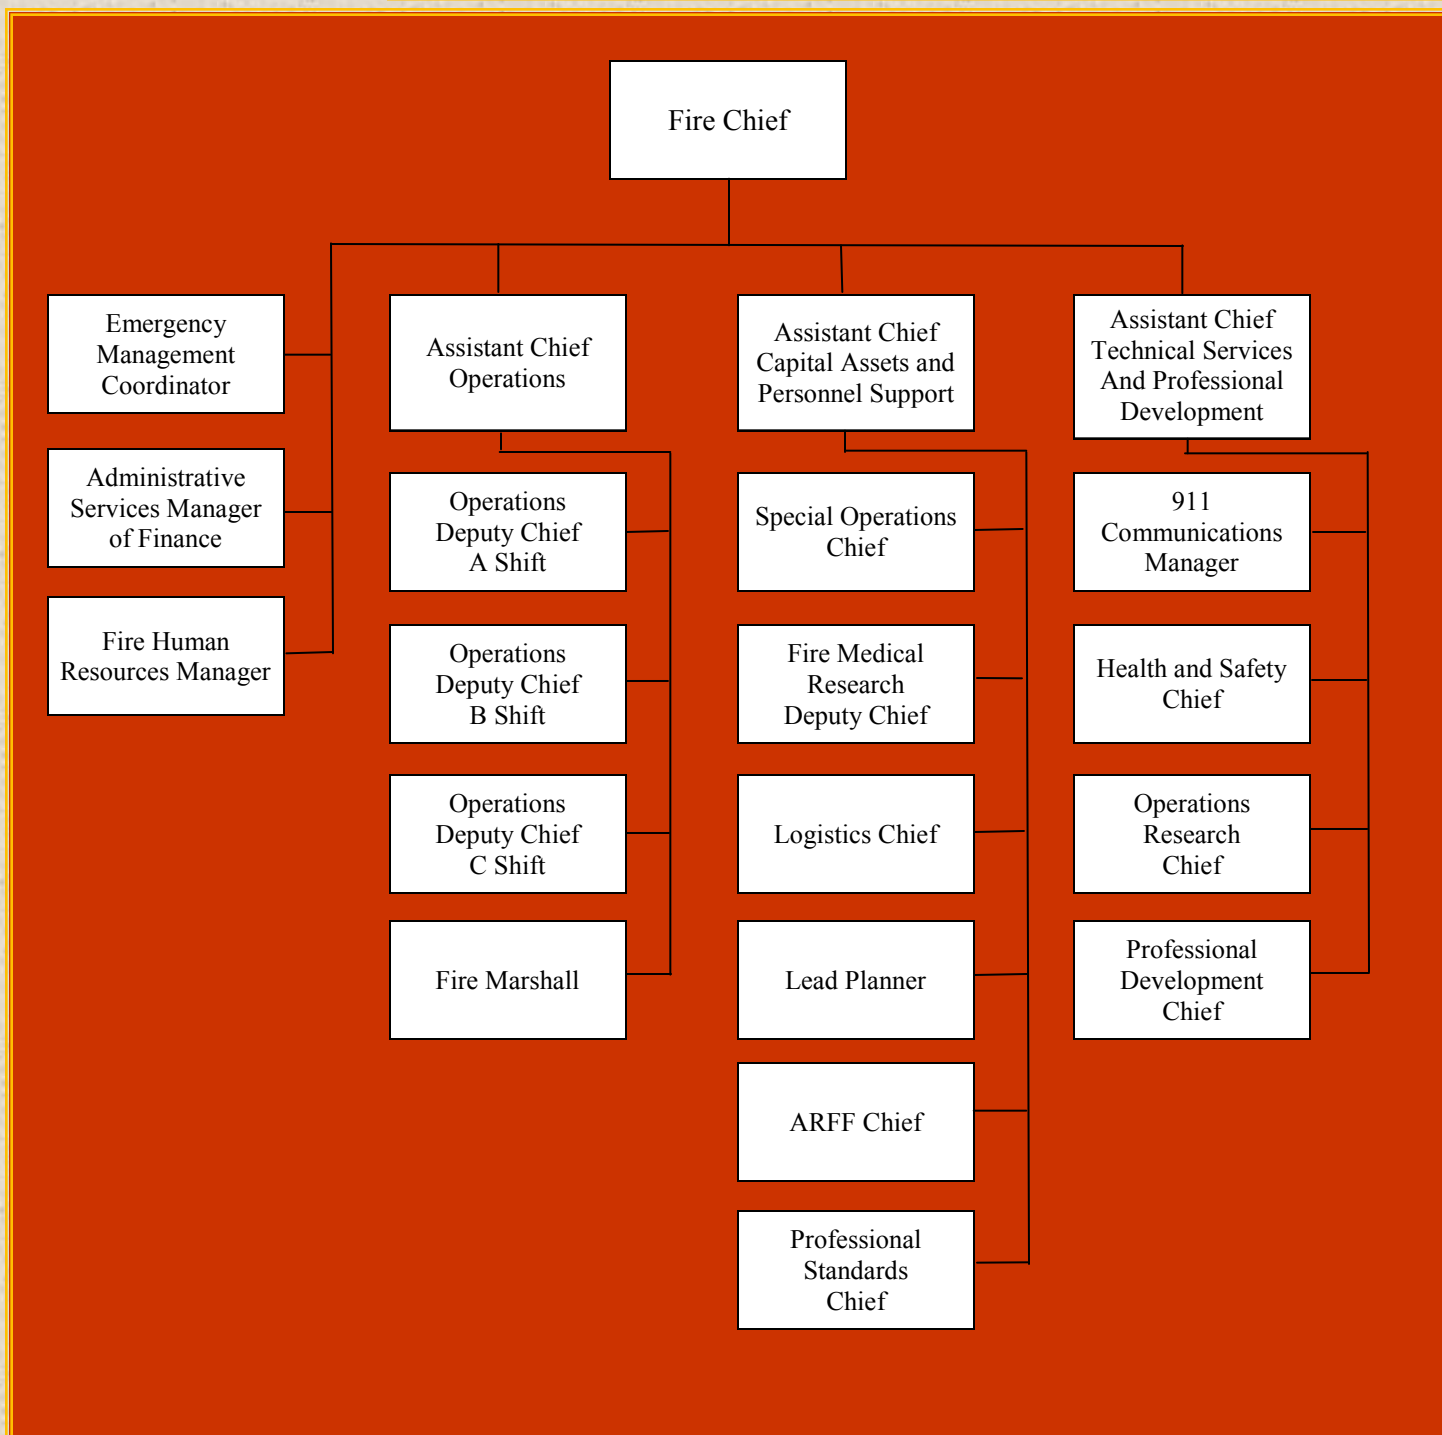 Fire Chief
Emergency
Management
Coordinator
Administrative
Services Manager
of Finance
Fire Human
Resources Manager
Assistant Chief
Operations
Operations
Deputy Chief
A Shift
Operations
Deputy Chief
B Shift
Operations
Deputy Chief
C Shift
Fire Marshall
Assistant Chief
Capital Assets and
Personnel Support
Special Operations
Chief
Fire Medical
Research
Deputy Chief
Logistics Chief
Lead Planner
ARFF Chief
Professional
Standards
Chief
Assistant Chief
Technical Services
And Professional
Development
911
Communications
Manager
Health and Safety
Chief
Operations
Research
Chief
Professional
Development
Chief